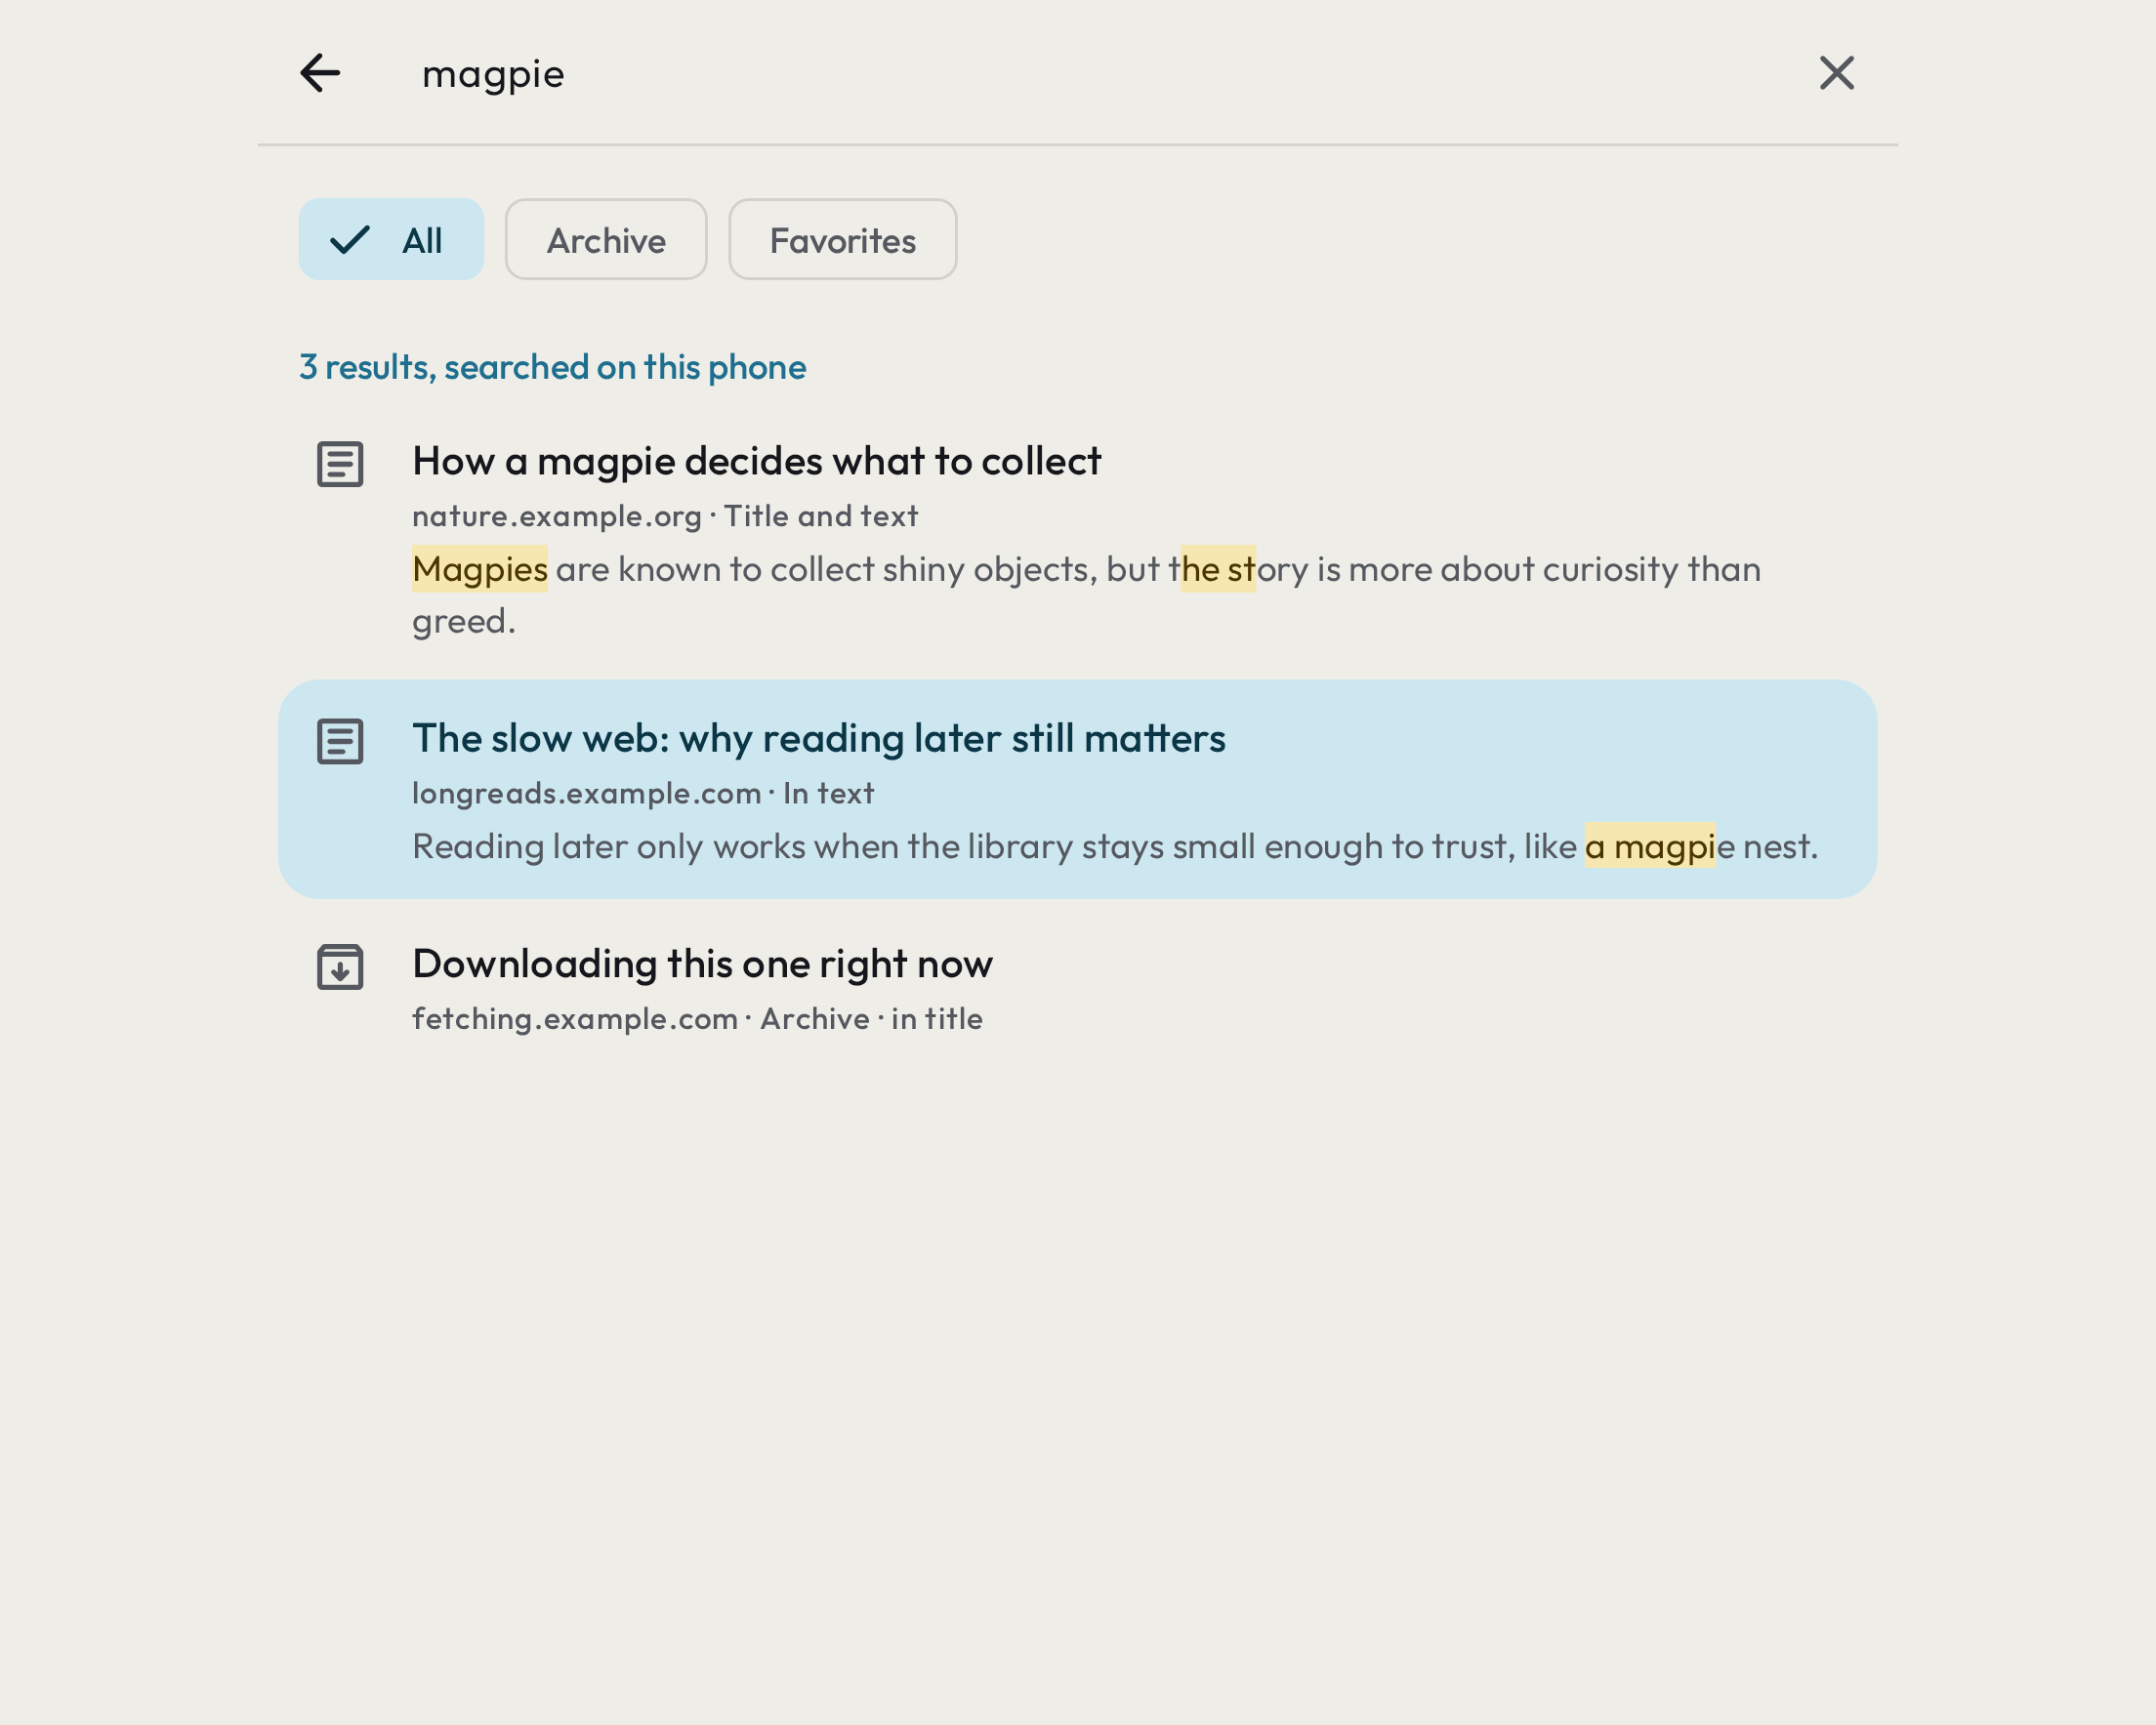 magpie
All
Archive
Favorites
3 results, searched on this phone
How a magpie decides what to collect
nature.example.org · Title and text
Magpies are known to collect shiny objects, but the story is more about curiosity than
greed.
The slow web: why reading later still matters
longreads.example.com · In text
Reading later only works when the library stays small enough to trust, like a magpie nest.
Downloading this one right now
fetching.example.com · Archive · in title